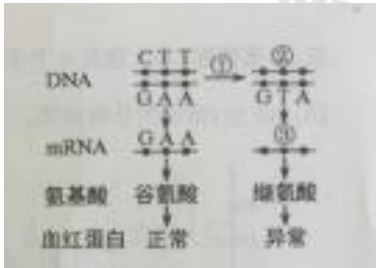 C T T ① ②
DNA
G A A G T A
mRNA G A A ③
氨基酸 谷氨酸 缬氨酸
血红蛋白 正常 异常